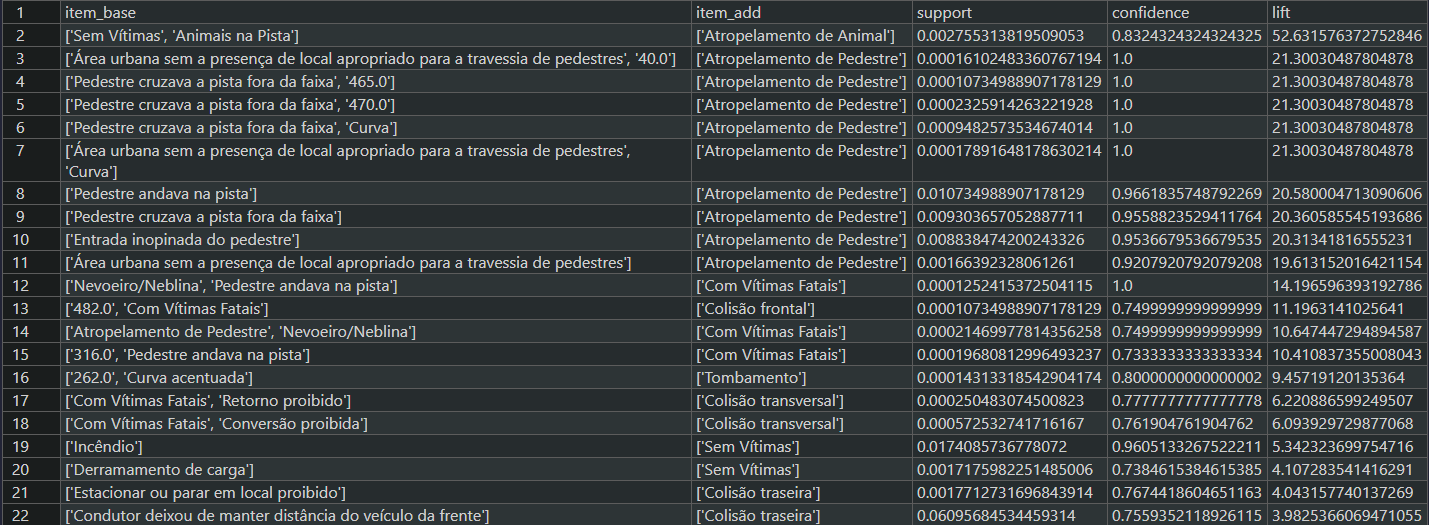 1 item_base item_add support confidence lift
2 ['Sem Vítimas', 'Animais na Pista'] ['Atropelamento de Animal'] 0.002755313819509053 0.8324324324324325 52.631576372752846
3 ['Área urbana sem a presença de local apropriado para a travessia de pedestres', '40.0'] ['Atropelamento de Pedestre'] 0.00016102483360767194 1.0 21.30030487804878
4 ['Pedestre cruzava a pista fora da faixa', '465.0'] ['Atropelamento de Pedestre'] 0.00010734988907178129 1.0 21.30030487804878
5 ['Pedestre cruzava a pista fora da faixa', '470.0'] ['Atropelamento de Pedestre'] 0.0002325914263221928 1.0 21.30030487804878
6 ['Pedestre cruzava a pista fora da faixa', 'Curva'] ['Atropelamento de Pedestre'] 0.0009482573534674014 1.0 21.30030487804878
7 ['Área urbana sem a presença de local apropriado para a travessia de pedestres', ['Atropelamento de Pedestre'] 0.00017891648178630214 1.0 21.30030487804878
'Curva']
8 ['Pedestre andava na pista'] ['Atropelamento de Pedestre'] 0.010734988907178129 0.9661835748792269 20.580004713090606
9 ['Pedestre cruzava a pista fora da faixa'] ['Atropelamento de Pedestre'] 0.009303657052887711 0.9558823529411764 20.360585545193686
10 ['Entrada inopinada do pedestre'] ['Atropelamento de Pedestre'] 0.008838474200243326 0.9536679536679535 20.31341816555231
11 ['Área urbana sem a presença de local apropriado para a travessia de pedestres'] ['Atropelamento de Pedestre'] 0.00166392328061261 0.9207920792079208 19.613152016421154
12 ['Nevoeiro/Neblina', 'Pedestre andava na pista'] ['Com Vítimas Fatais'] 0.0001252415372504115 1.0 14.196596393192786
13 ['482.0', 'Com Vítimas Fatais'] ['Colisão frontal'] 0.00010734988907178129 0.7499999999999999 11.1963141025641
14 ['Atropelamento de Pedestre', 'Nevoeiro/Neblina'] ['Com Vítimas Fatais'] 0.00021469977814356258 0.7499999999999999 10.647447294894587
15 ['316.0', 'Pedestre andava na pista'] ['Com Vítimas Fatais'] 0.00019680812996493237 0.7333333333333334 10.410837355008043
16 ['262.0', 'Curva acentuada'] ['Tombamento'] 0.00014313318542904174 0.8000000000000002 9.45719120135364
17 ['Com Vítimas Fatais', 'Retorno proibido'] ['Colisão transversal'] 0.000250483074500823 0.7777777777777778 6.220886599249507
18 ['Com Vítimas Fatais', 'Conversão proibida'] ['Colisão transversal'] 0.000572532741716167 0.761904761904762 6.093929729877068
19 ['Incêndio'] ['Sem Vítimas'] 0.0174085736778072 0.9605133267522211 5.342323699754716
20 ['Derramamento de carga'] ['Sem Vítimas'] 0.0017175982251485006 0.7384615384615385 4.107283541416291
21 ['Estacionar ou parar em local proibido'] ['Colisão traseira'] 0.0017712731696843914 0.7674418604651163 4.043157740137269
22 ['Condutor deixou de manter distância do veículo da frente'] ['Colisão traseira'] 0.06095684534459314 0.7559352118926115 3.9825366069471055